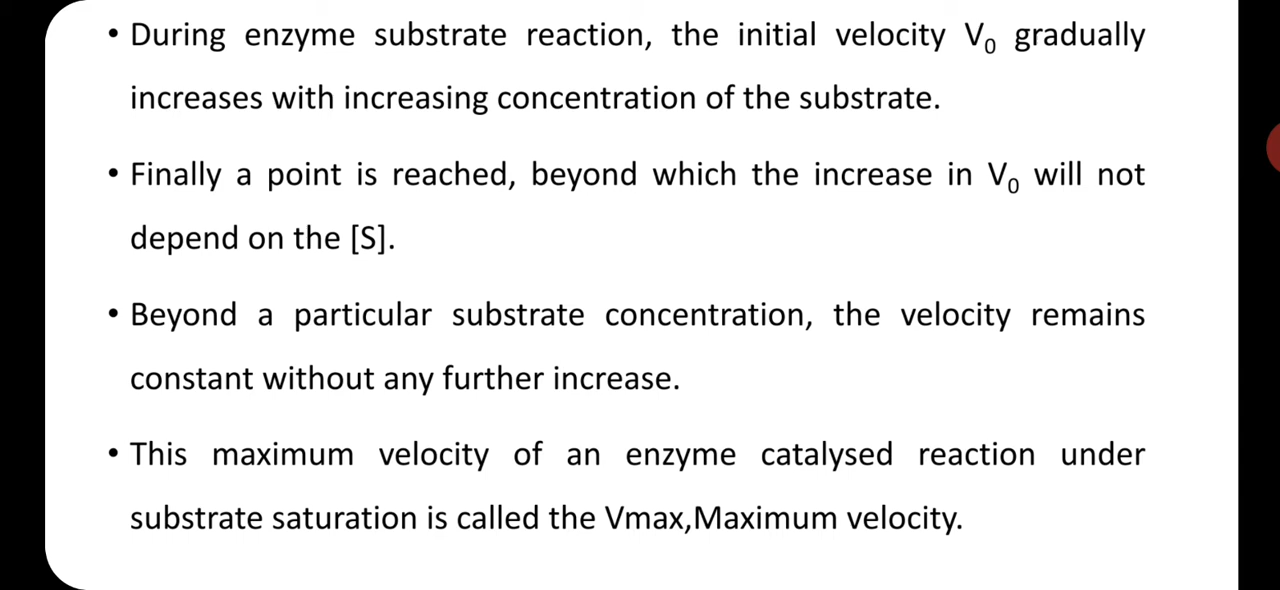 • During enzyme substrate reaction, the initial velocity V₀ gradually
increases with increasing concentration of the substrate.
• Finally a point is reached, beyond which the increase in V₀ will not
depend on the [S].
• Beyond a particular substrate concentration, the velocity remains
constant without any further increase.
• This maximum velocity of an enzyme catalysed reaction under
substrate saturation is called the Vmax,Maximum velocity.